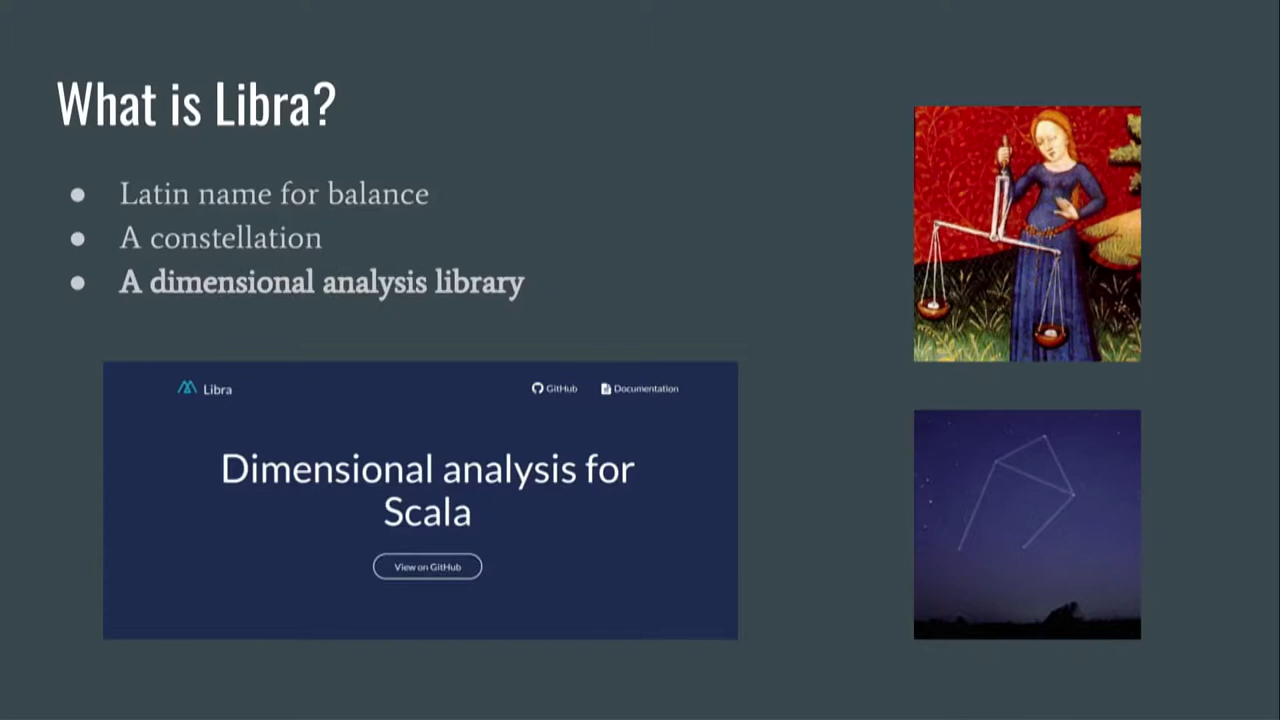 What is Libra?
● Latin name for balance
● A constellation
● A dimensional analysis library
Libra
GitHub
Documentation
Dimensional analysis for
Scala
View on GitHub